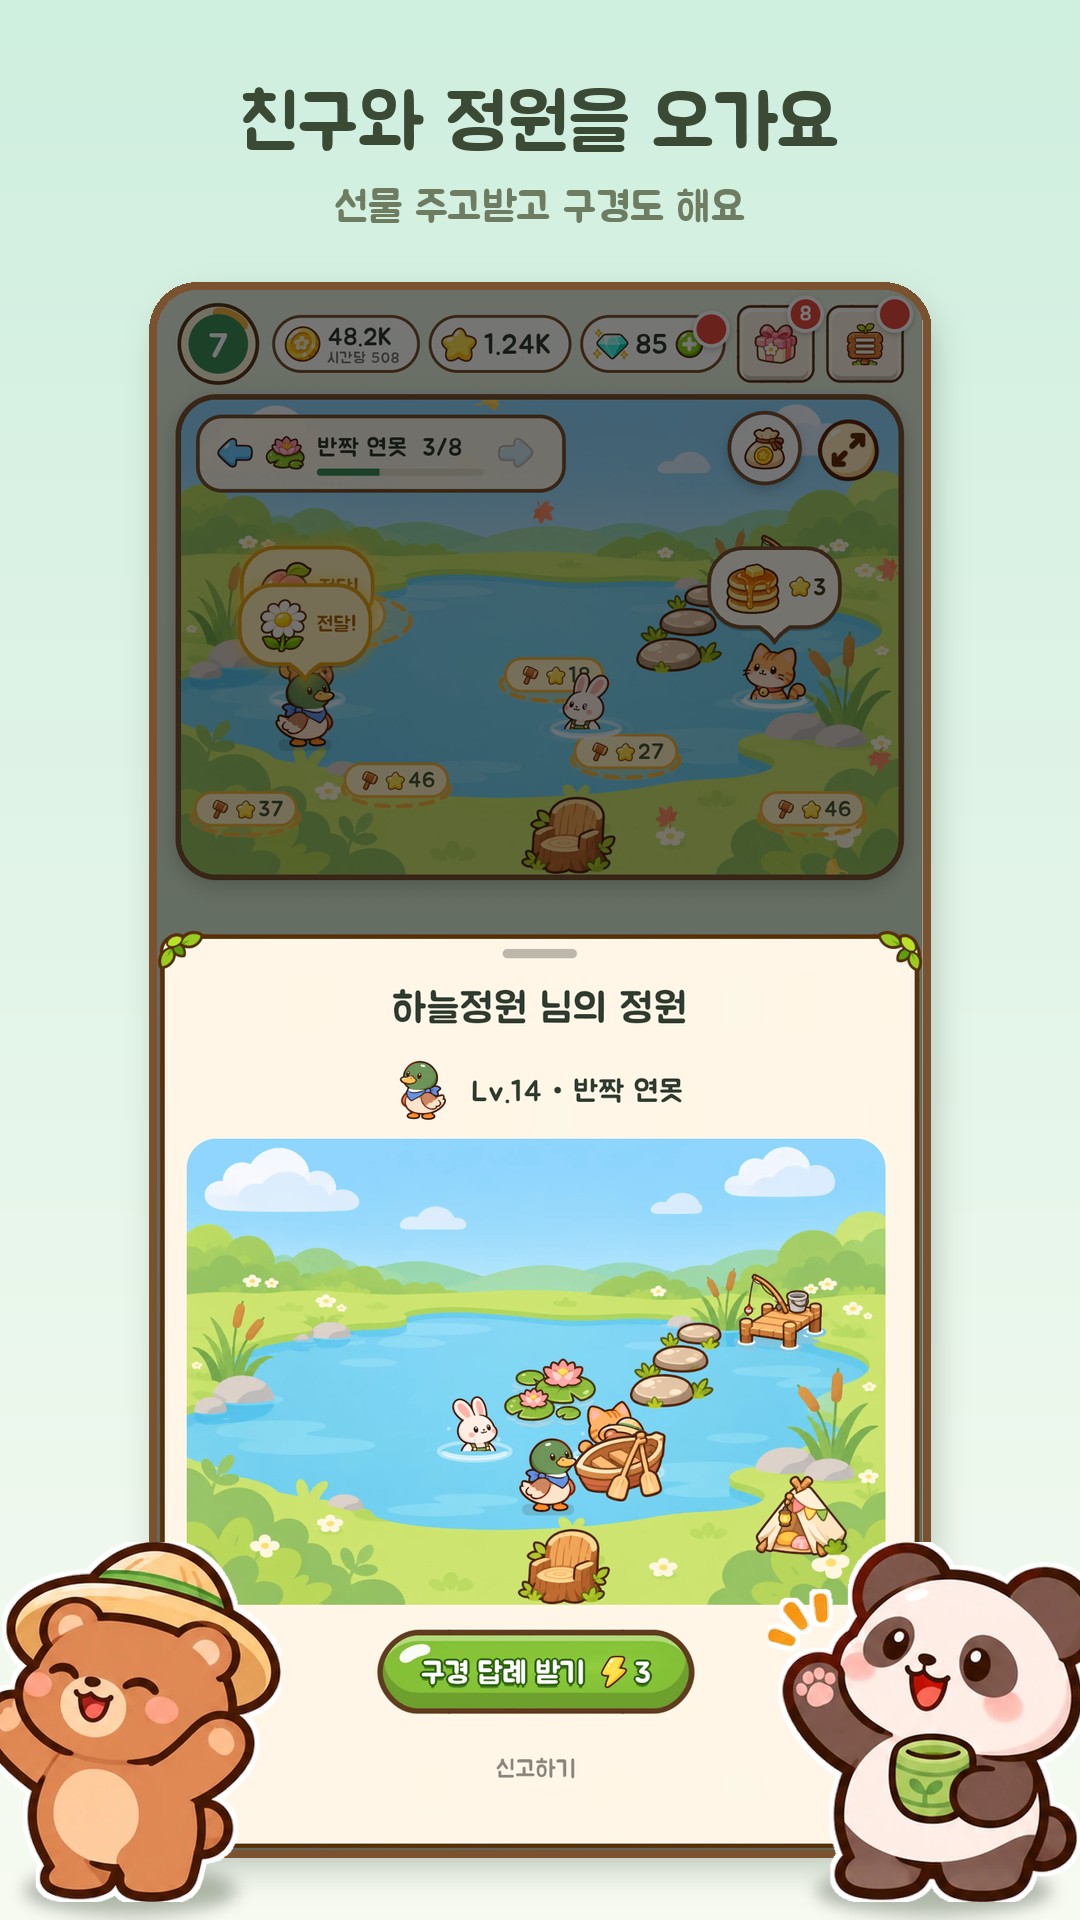 친구와 정원을 오가요
선물 주고받고 구경도 해요
7
48.2K
시간당 508
1.24K
85
8
반짝 연못 3/8
전달!
전달!
3
18
27
46
37
46
하늘정원 님의 정원
Lv.14 • 반짝 연못
구경 답례 받기 3
신고하기